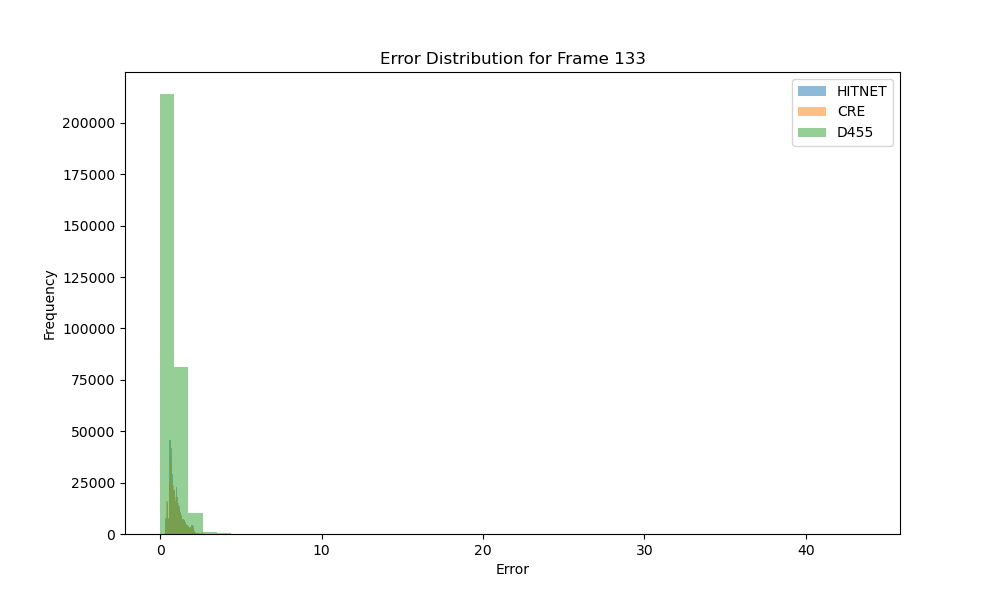 Error Distribution for Frame 133
HITNET
CRE
D455
200000
175000
150000
125000
100000
75000
50000
25000
0
Frequency
0 10 20 30 40
Error